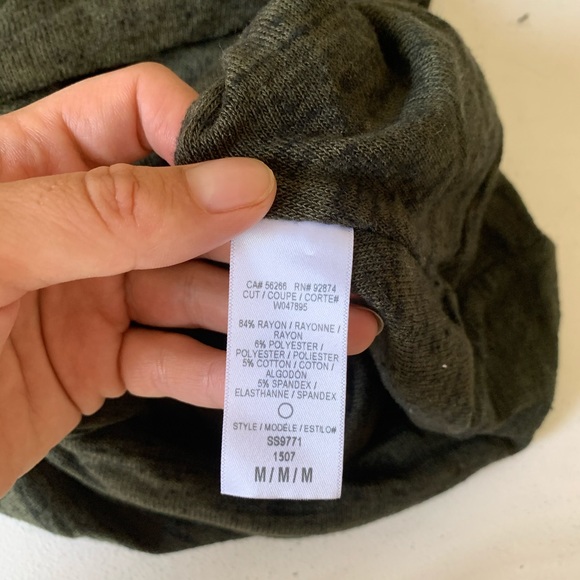 CA# 56266 RN# 92874
CUT / COUPE / CORTE#
W047895
84% RAYON / RAYONNE /
RAYON
6% POLYESTER /
POLYESTER / POLIESTER
5% COTTON / COTON /
ALGODÓN
5% SPANDEX /
ELASTHANNE / SPANDEX
STYLE / MODÈLE / ESTILO#
SS9771
1507
M / M / M